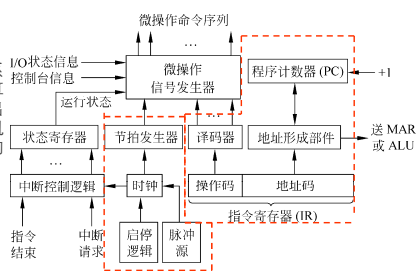 微操作命令序列
…
I/O状态信息
控制台信息
微操作
信号发生器
程序计数器 (PC)
+1
运行状态
…
状态寄存器
节拍发生器
译码器
地址形成部件
送 MAR
或 ALU
…
中断控制逻辑
时钟
操作码
地址码
指令寄存器 (IR)
指令
结束
中断
请求
启停
逻辑
脉冲
源